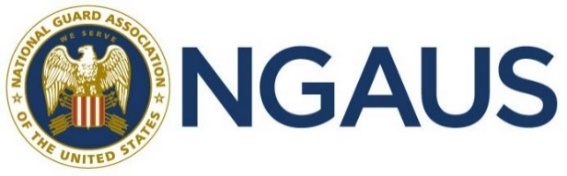 NATIONAL GUARD ASSOCIATION
WE SERVE
OF THE UNITED STATES
NGAUS